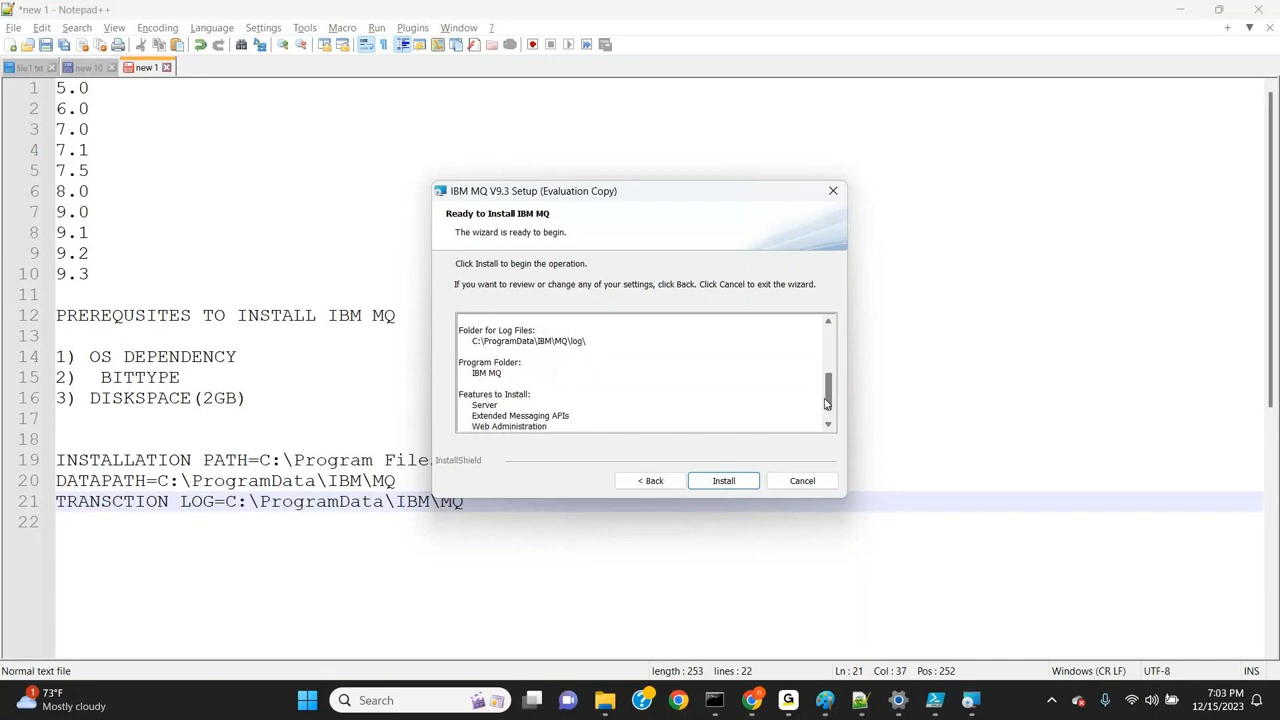 *new 1 - Notepad++
File Edit Search View Encoding Language Settings Tools Macro Run Plugins Window ?
file1.txt new 10 new 1
1 5.0
2 6.0
3 7.0
4 7.1
5 7.5
6 8.0
7 9.0
8 9.1
9 9.2
10 9.3
11
12 PREREQUSITES TO INSTALL IBM MQ
13
14 1) OS DEPENDENCY
15 2) BITTYPE
16 3) DISKSPACE(2GB)
17
18
19 INSTALLATION PATH=C:\Program File
20 DATAPATH=C:\ProgramData\IBM\MQ
21 TRANSCTION LOG=C:\ProgramData\IBM\MQ
22
IBM MQ V9.3 Setup (Evaluation Copy)
Ready to Install IBM MQ
The wizard is ready to begin.
Click Install to begin the operation.
If you want to review or change any of your settings, click Back. Click Cancel to exit the wizard.
Folder for Log Files:
C:\ProgramData\IBM\MQ\log\
Program Folder:
IBM MQ
Features to Install:
Server
Extended Messaging APIs
Web Administration
InstallShield
< Back Install Cancel
Normal text file length : 253 lines : 22 Ln : 21 Col : 37 Pos : 252 Windows (CR LF) UTF-8 INS
1 73°F
Mostly cloudy
Search
7:03 PM
12/15/2023